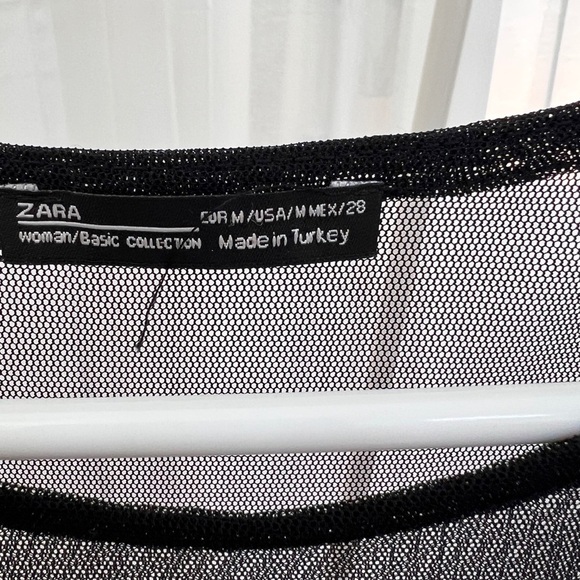 ZARA
woman/Basic COLLECTION
EUR.M/USA/M MEX/28
Made in Turkey